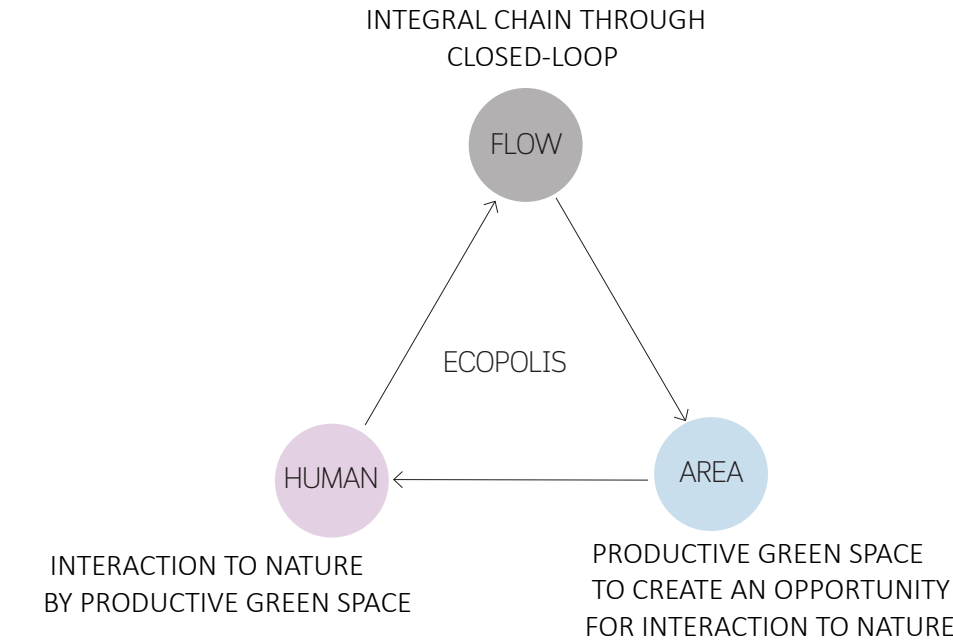 INTEGRAL CHAIN THROUGH
CLOSED-LOOP
FLOW
ECOPOLIS
HUMAN
AREA
INTERACTION TO NATURE
BY PRODUCTIVE GREEN SPACE
PRODUCTIVE GREEN SPACE
TO CREATE AN OPPORTUNITY
FOR INTERACTION TO NATURE